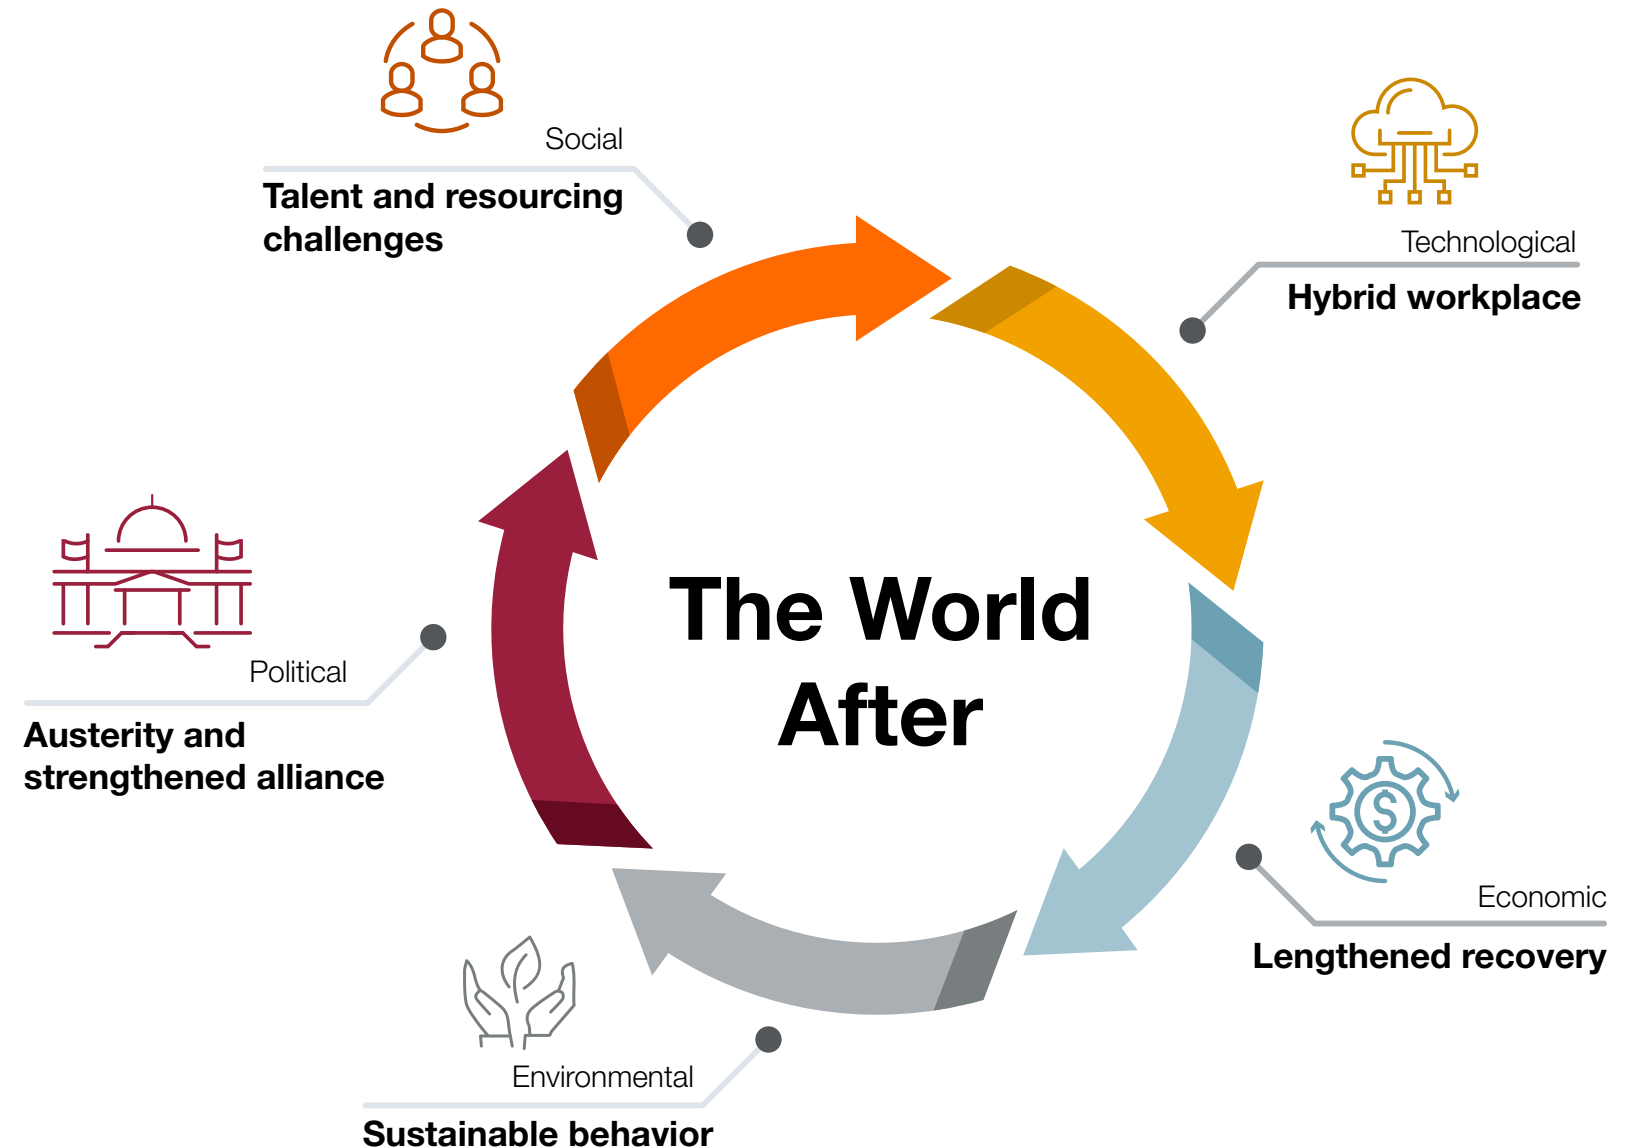 Social
Talent and resourcing
challenges
Technological
Hybrid workplace
The World
After
Political
Austerity and
strengthened alliance
$
Economic
Lengthened recovery
Environmental
Sustainable behavior